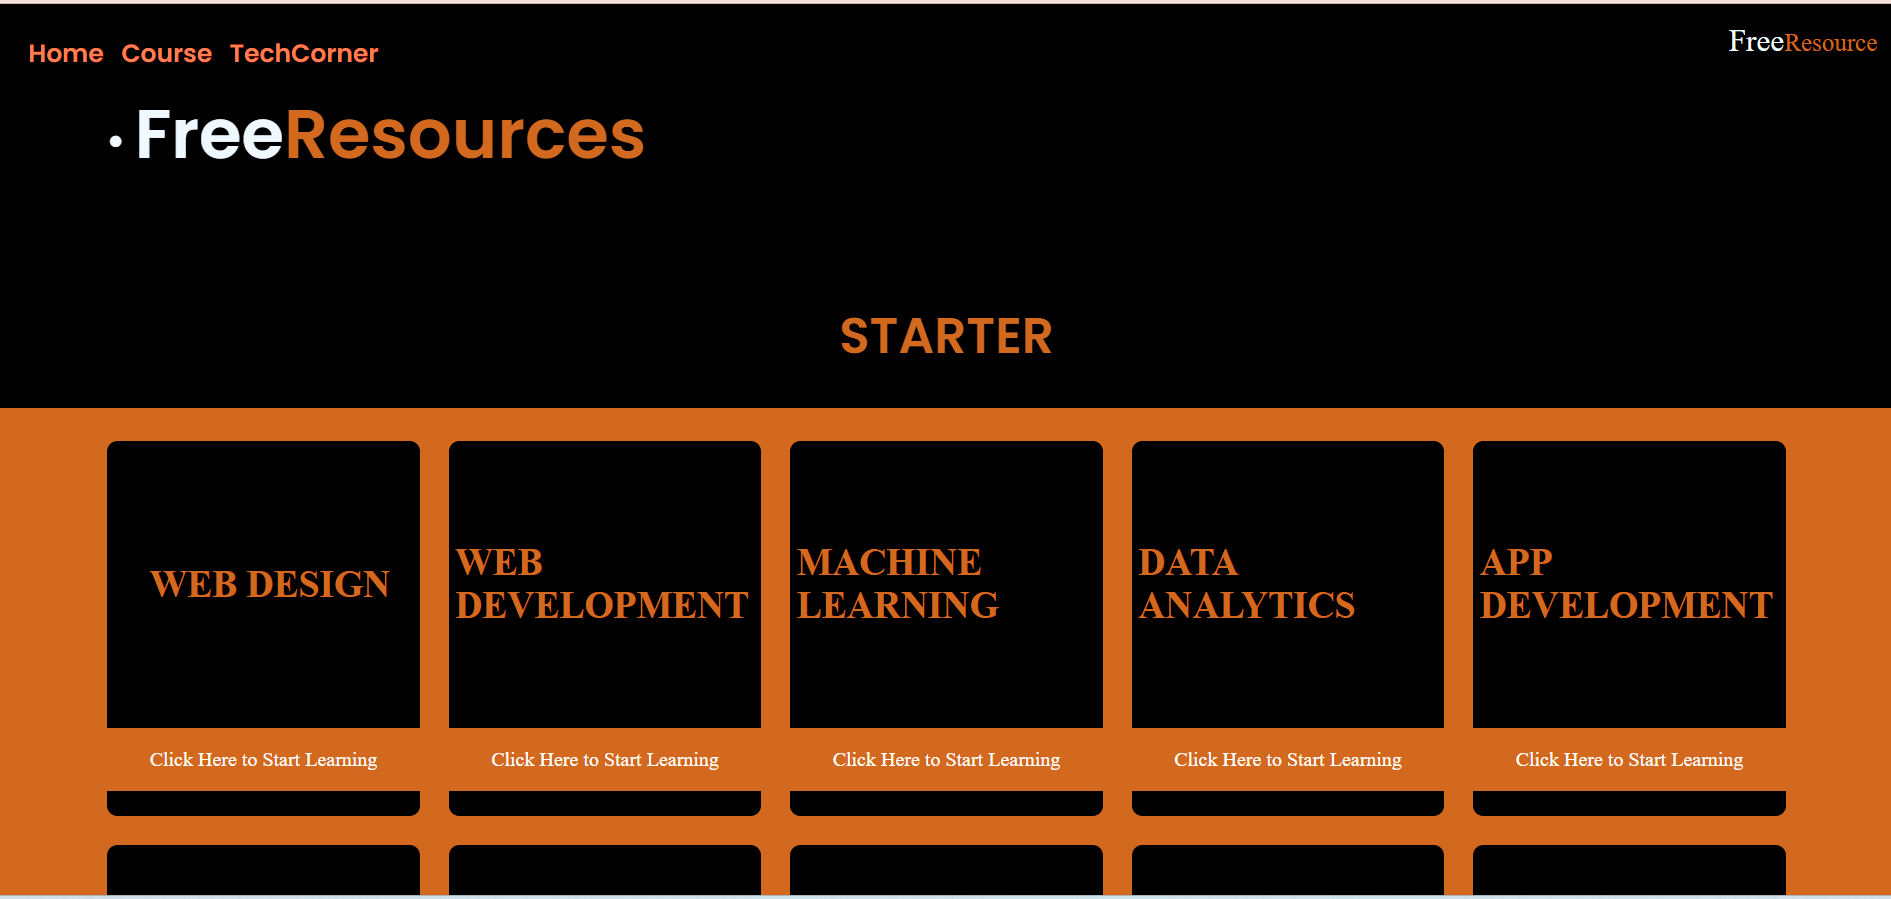 Home Course TechCorner
FreeResource
• FreeResources
STARTER
WEB DESIGN
WEB
DEVELOPMENT
MACHINE
LEARNING
DATA
ANALYTICS
APP
DEVELOPMENT
Click Here to Start Learning
Click Here to Start Learning
Click Here to Start Learning
Click Here to Start Learning
Click Here to Start Learning